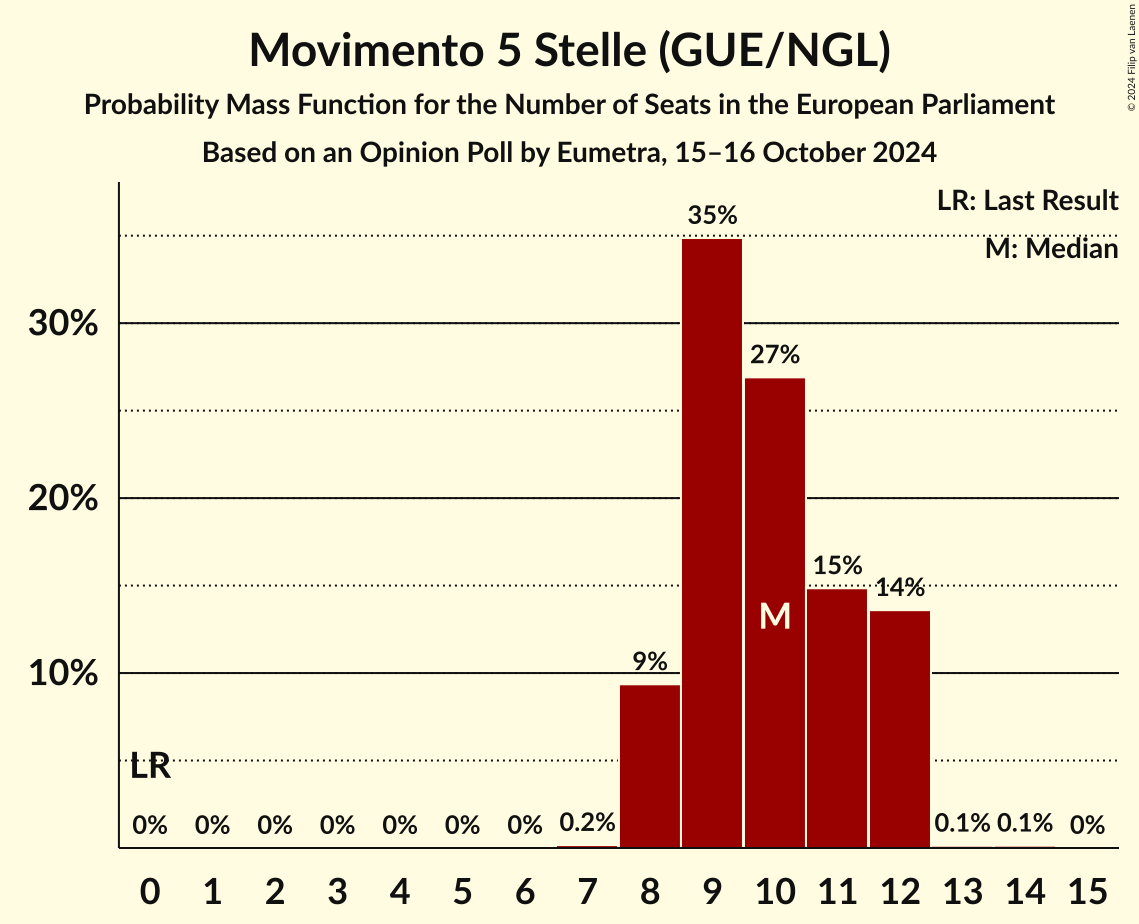 Movimento 5 Stelle (GUE/NGL)
Probability Mass Function for the Number of Seats in the European Parliament
Based on an Opinion Poll by Eumetra, 15–16 October 2024
© 2024 Filip van Laenen
LR: Last Result
M: Median
35%
30%
27%
20%
15%
14%
M
10%
9%
LR
0% 0% 0% 0% 0% 0% 0% 0.2% 0.1% 0.1% 0%
0 1 2 3 4 5 6 7 8 9 10 11 12 13 14 15